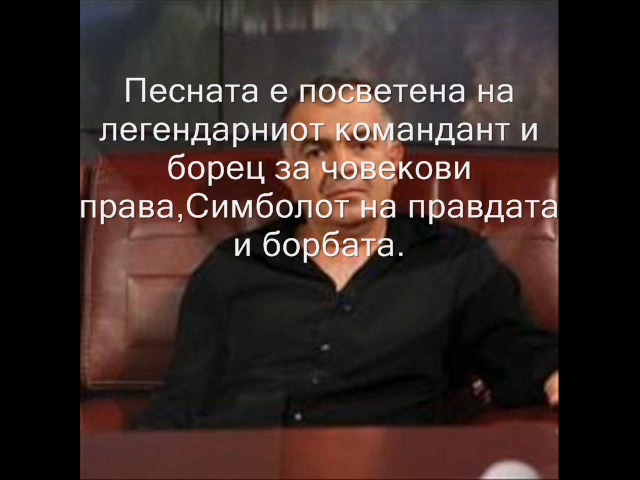 Песната е посветена на
легендарниот командант и
борец за човекови
права,Симболот на правдата
и борбата.